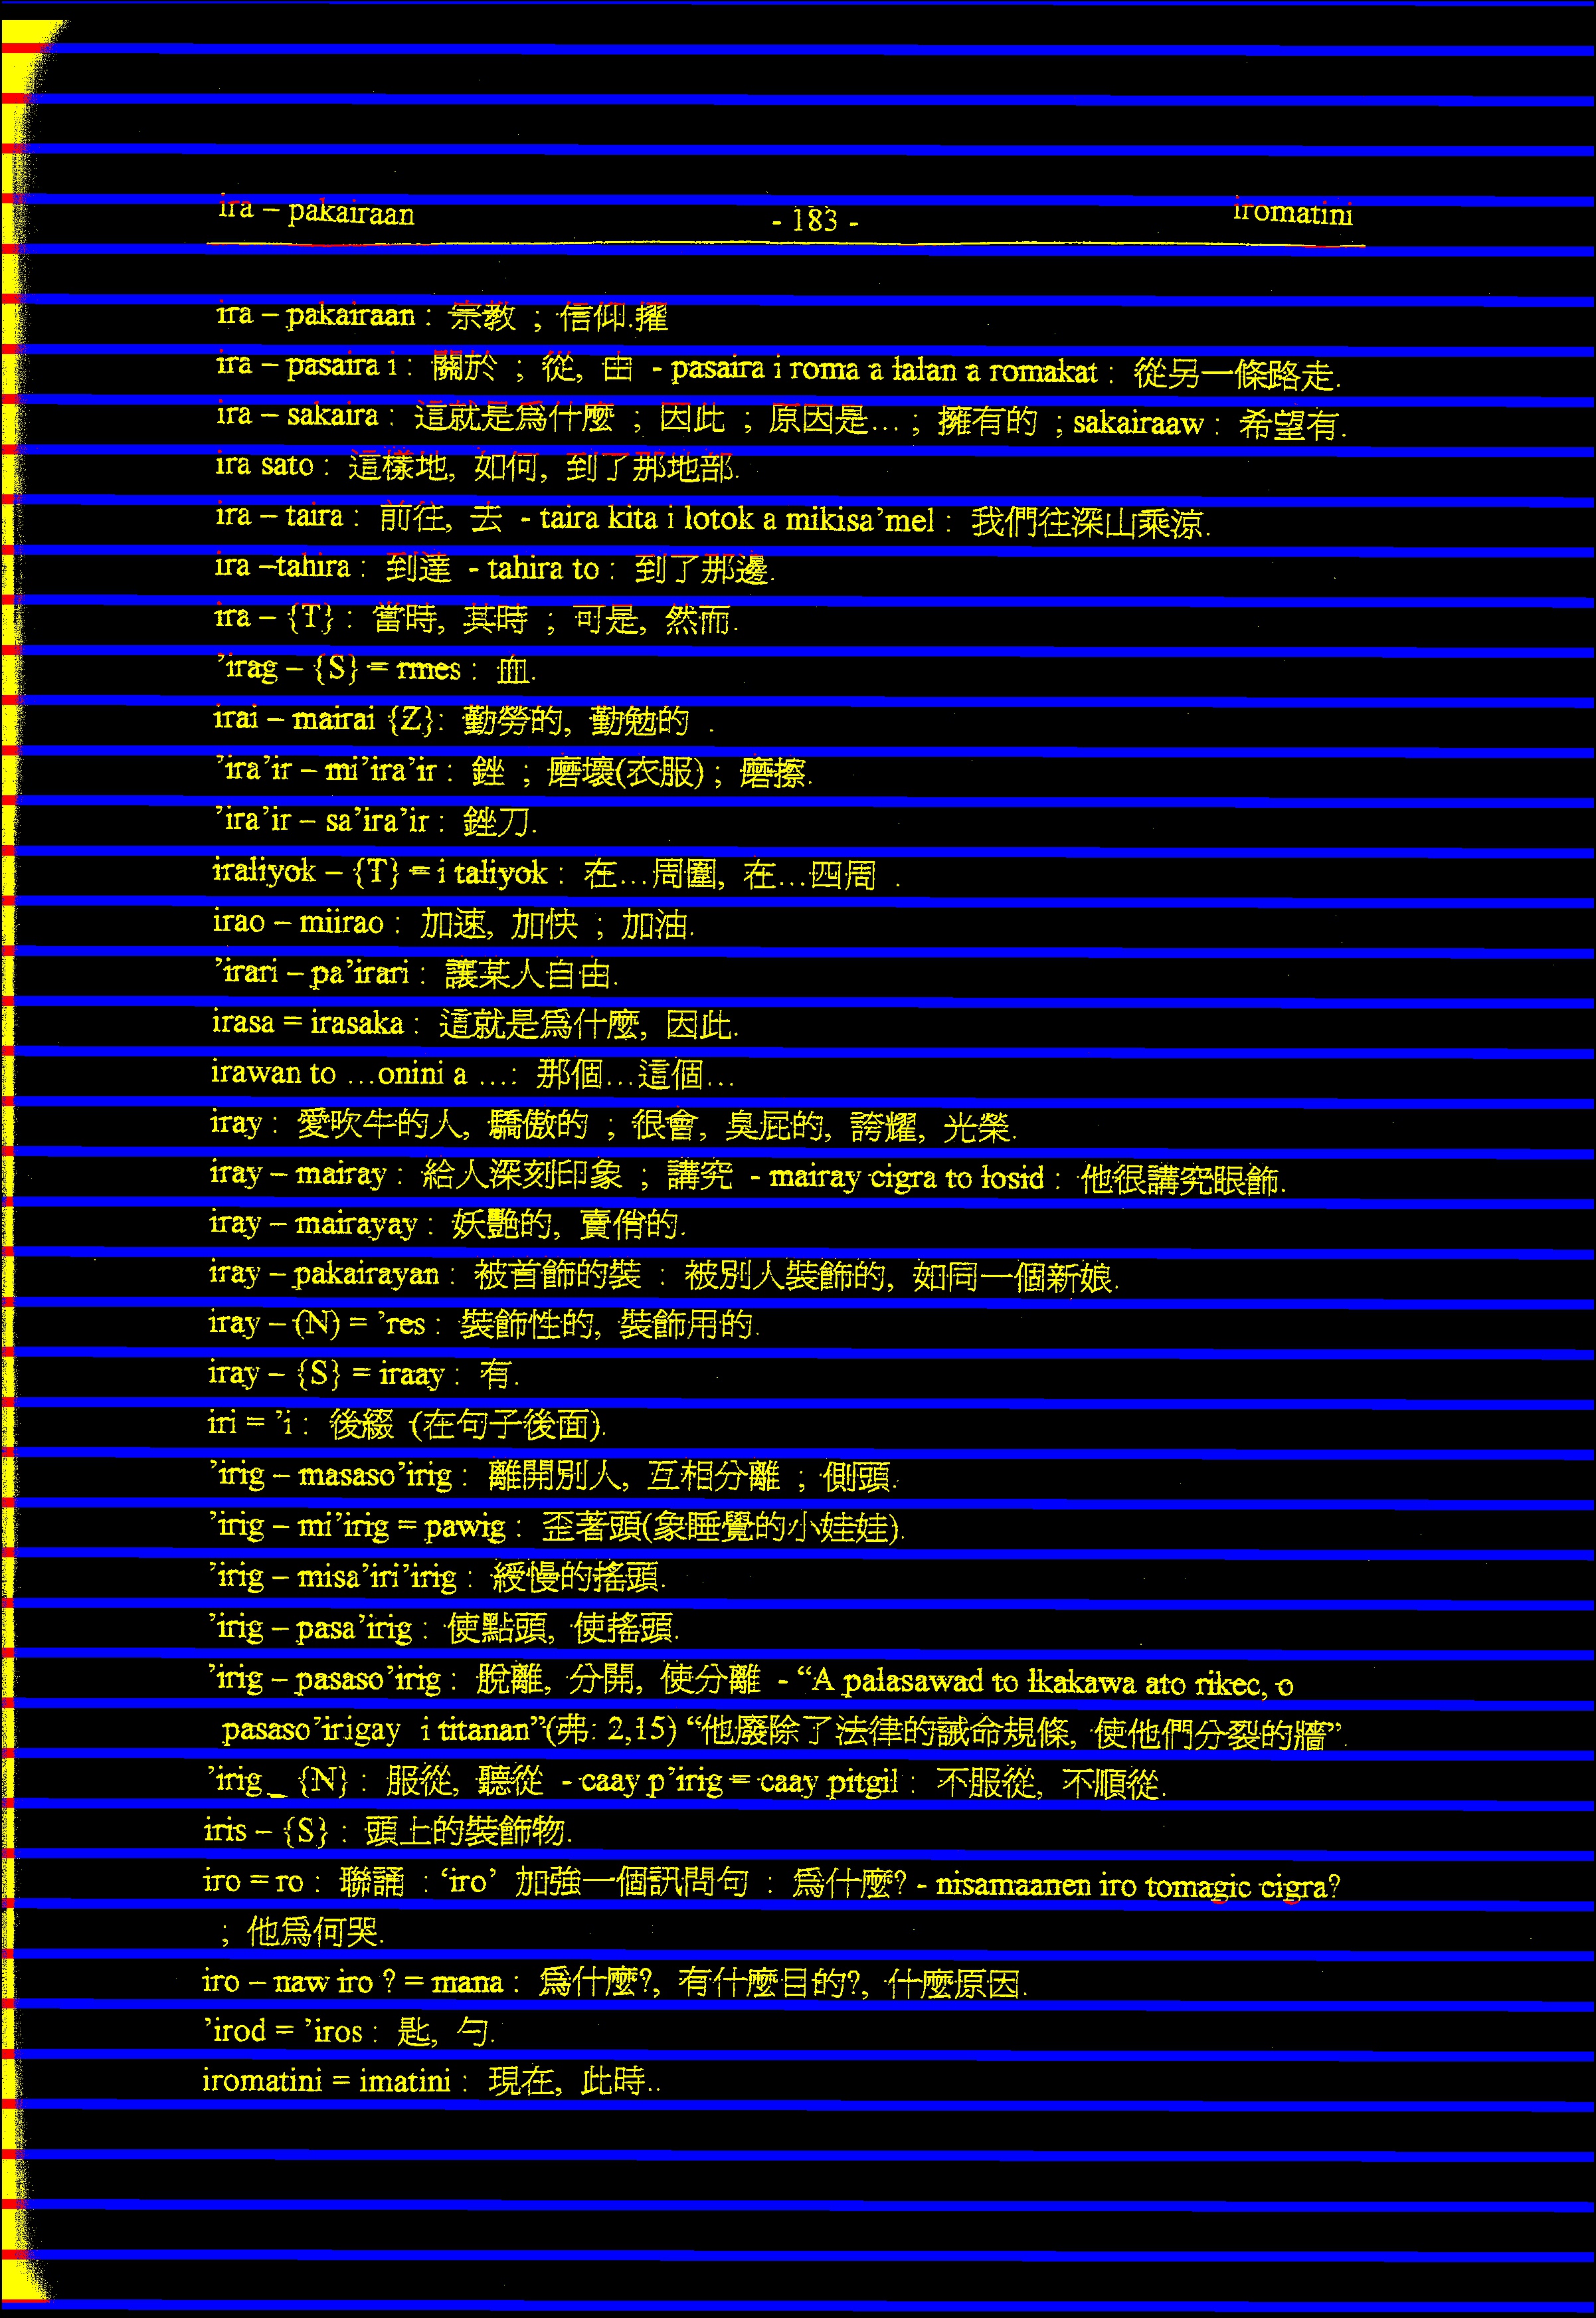 ira – pakairaan - 183 - iromatini
ira – pakairaan : 宗教 ; 信仰.擢
ira – pasaira i : 關於 ; 從, 由 - pasaira i roma a lalan a romakat : 從另一條路走.
ira – sakaira : 這就是爲什麼 ; 因此 ; 原因是... ; 擁有的 ; sakairaaw : 希望有.
ira sato : 這樣地, 如何, 到了那地部.
ira – taira : 前往, 去 - taira kita i lotok a mikisa’mel : 我們往深山乘涼.
ira –tahira : 到達 - tahira to : 到了那邊.
ira – {T} : 當時, 其時 ; 可是, 然而.
’irag – {S} = rmes : 血.
irai – mairai {Z}: 勤勞的, 勤勉的 .
’ira’ir – mi’ira’ir : 銼 ; 磨壞(衣服) ; 磨擦.
’ira’ir – sa’ira’ir : 銼刀.
iraliyok – {T} = i taliyok : 在...周圍, 在...四周 .
irao – miirao : 加速, 加快 ; 加油.
’irari – pa’irari : 讓某人自由.
irasa = irasaka : 這就是爲什麼, 因此.
irawan to ...onini a ...: 那個...這個...
iray : 愛吹牛的人, 驕傲的 ; 很會, 臭屁的, 誇耀, 光榮.
iray – mairay : 給人深刻印象 ; 講究 - mairay cigra to losid : 他很講究眼飾.
iray – mairayay : 妖艷的, 賣俏的.
iray – pakairayan : 被首飾的裝 : 被別人裝飾的, 如同一個新娘.
iray – (N) = ’res : 裝飾性的, 裝飾用的.
iray – {S} = iraay : 有.
iri = ’i : 後綴 (在句子後面).
’irig – masaso’irig : 離開別人, 互相分離 ; 側頭.
’irig – mi’irig = pawig : 歪著頭(象睡覺的小娃娃).
’irig – misa’iri’irig : 緩慢的搖頭.
’irig – pasa’irig : 使點頭, 使搖頭.
’irig – pasaso’irig : 脫離, 分開, 使分離 - “A palasawad to lkakawa ato rikec, o
pasaso’irigay i titanan”(弗: 2,15) “他廢除了法律的誡命規條, 使他們分裂的牆”.
’irig _ {N} : 服從, 聽從 - caay p’irig = caay pitgil : 不服從, 不順從.
iris – {S} : 頭上的裝飾物.
iro = ro : 聯誦 : ‘iro’ 加強一個訊問句 : 爲什麼? - nisamaanen iro tomagic cigra?
; 他爲何哭.
iro – naw iro ? = mana : 爲什麼?, 有什麼目的?, 什麼原因.
’irod = ’iros : 匙, 勺.
iromatini = imatini : 現在, 此時..